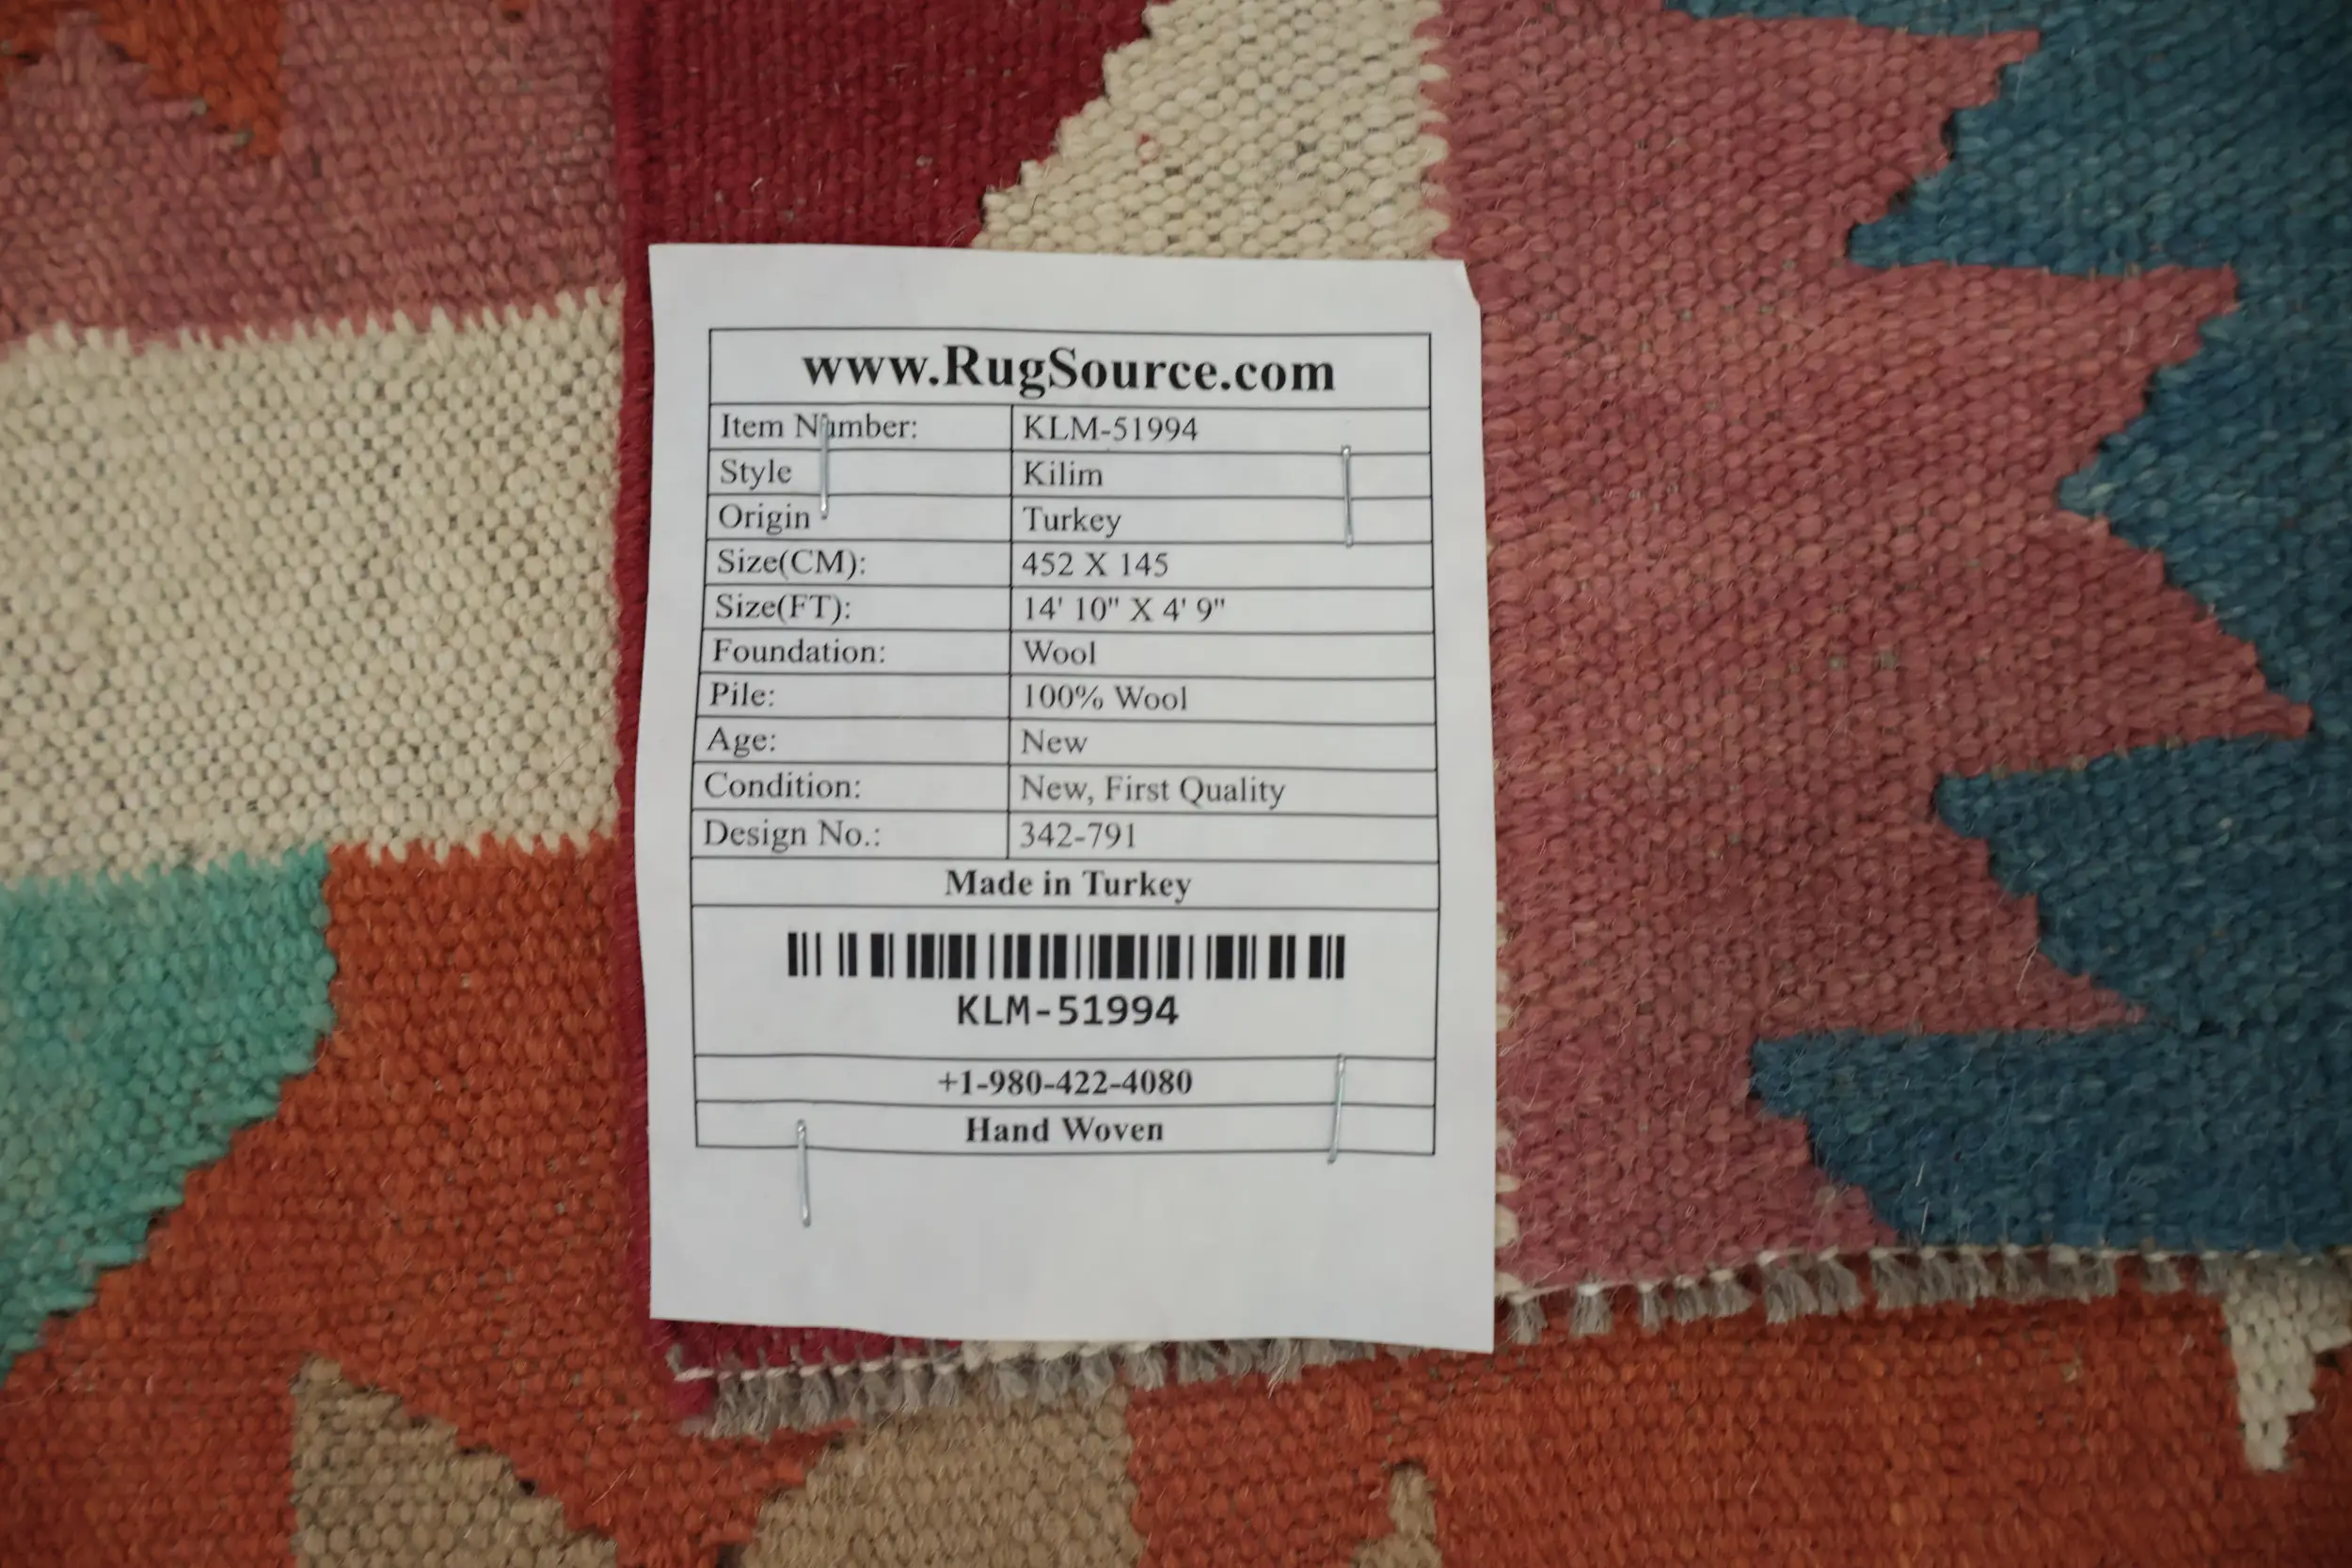 www.RugSource.com
Item Number: KLM-51994
Style Kilim
Origin Turkey
Size(CM): 452 X 145
Size(FT): 14' 10" X 4' 9"
Foundation: Wool
Pile: 100% Wool
Age: New
Condition: New, First Quality
Design No.: 342-791
Made in Turkey
KLM-51994
+1-980-422-4080
Hand Woven